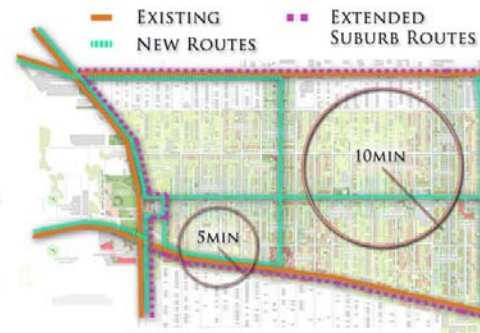 EXISTING
NEW ROUTES
EXTENDED
SUBURB ROUTES
10MIN
5MIN